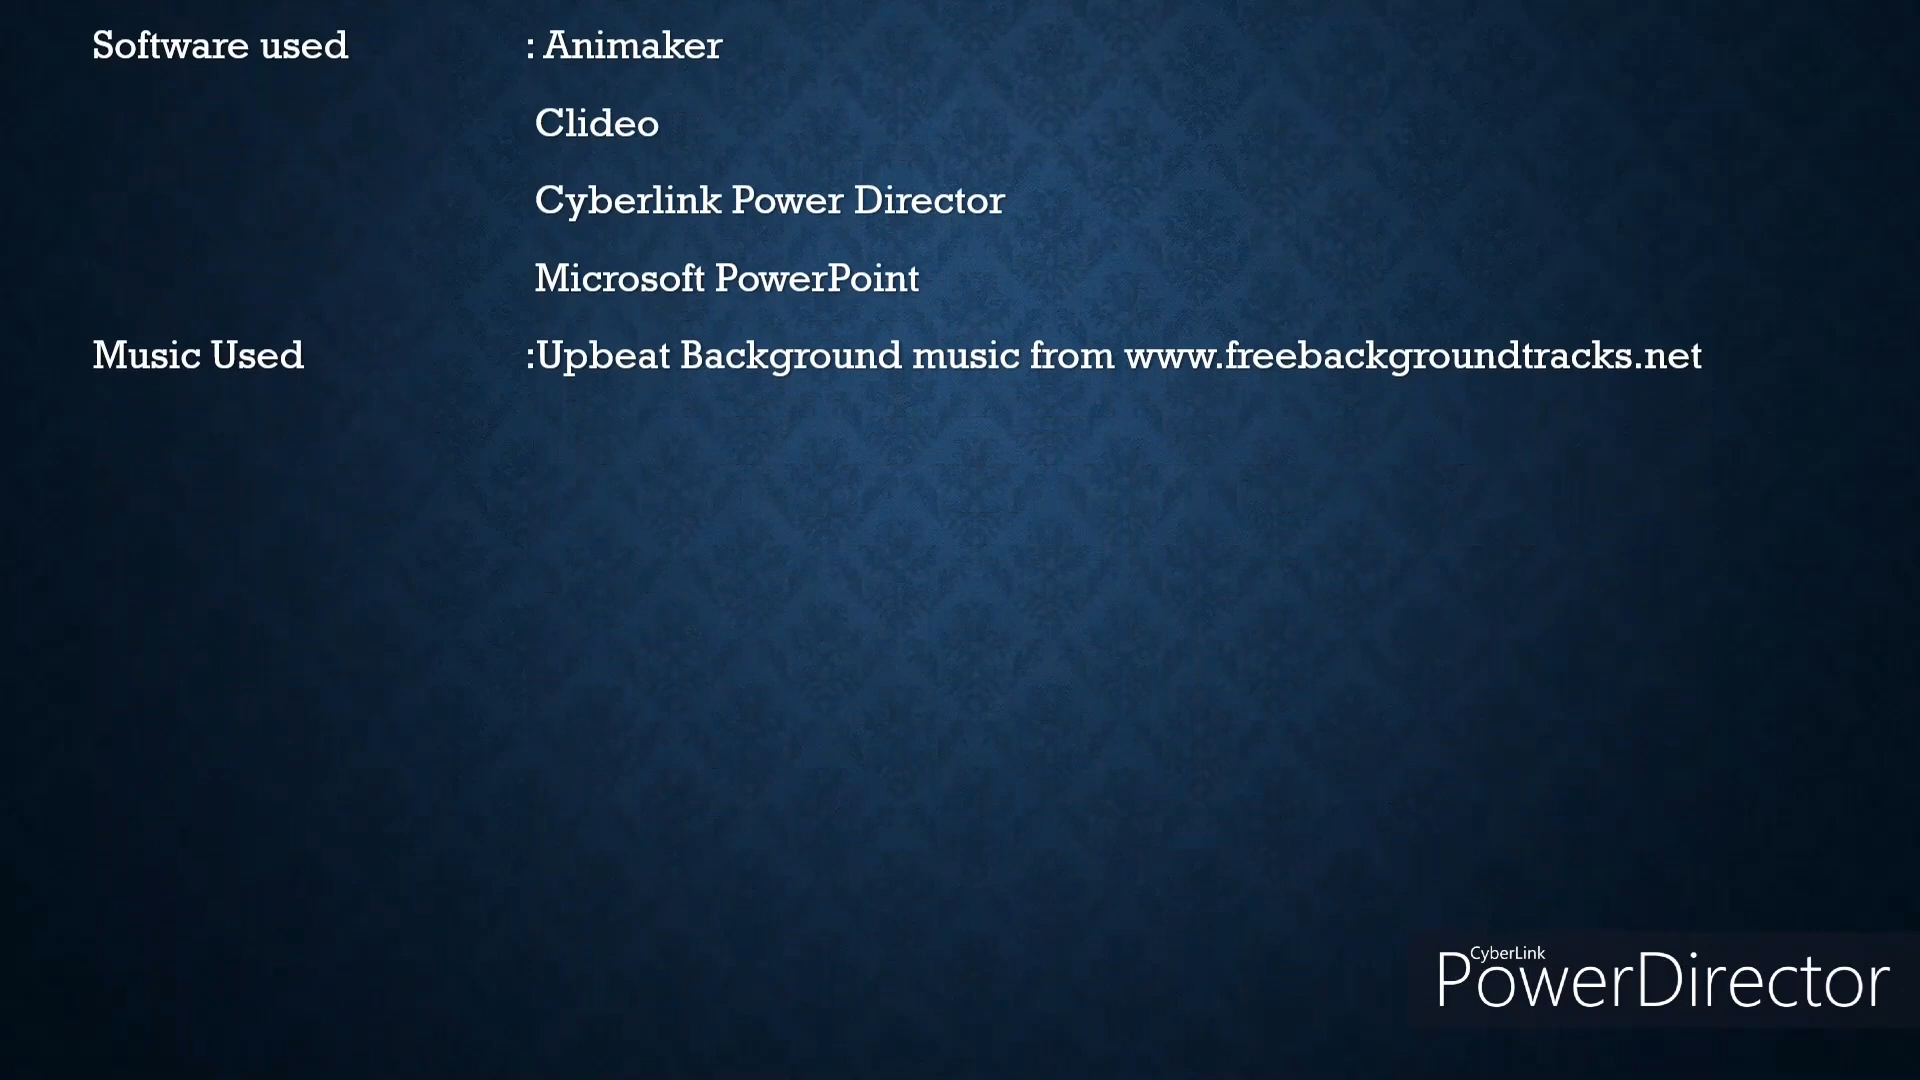 Software used : Animaker
Clideo
Cyberlink Power Director
Microsoft PowerPoint
Music Used :Upbeat Background music from www.freebackgroundtracks.net
CyberLink
PowerDirector